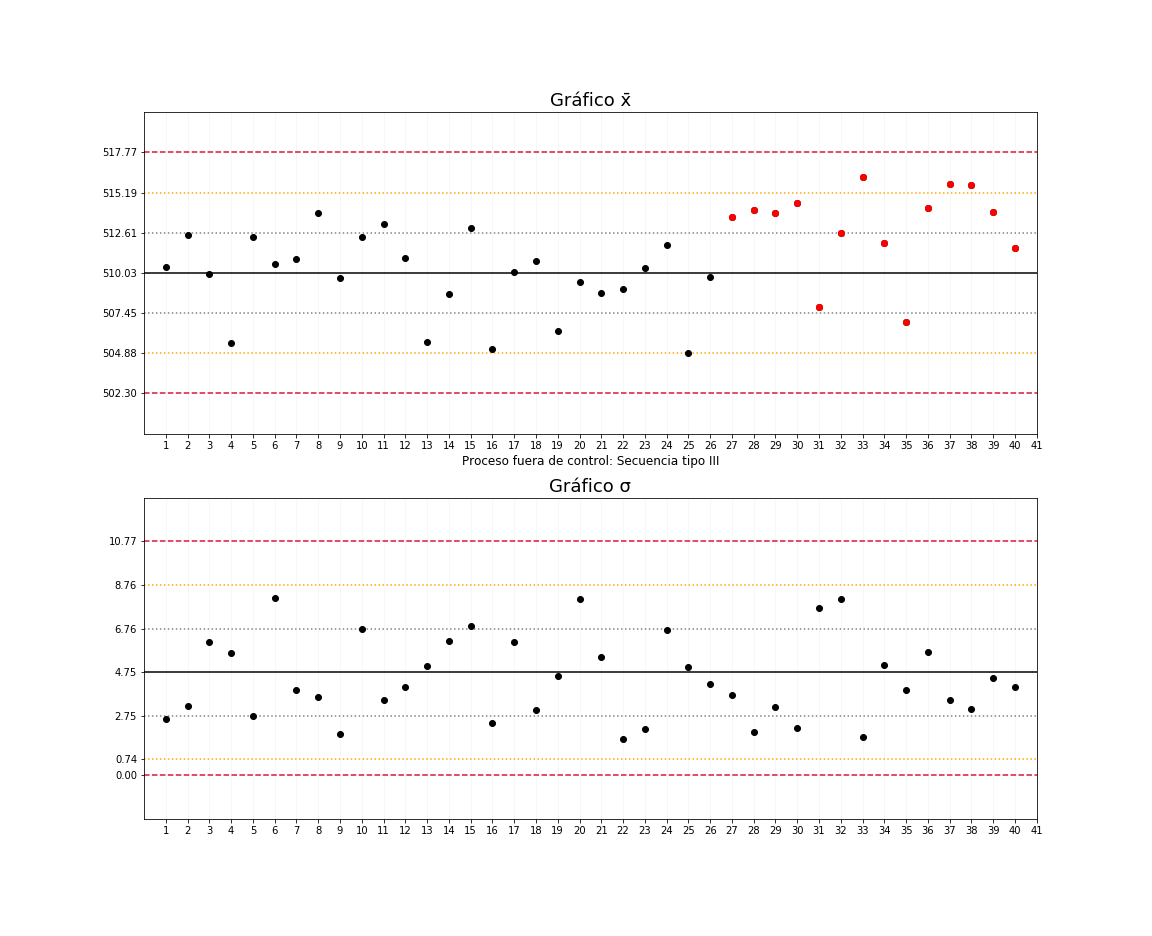 Gráfico x̄
517.77
515.19
512.61
510.03
507.45
504.88
502.30
1 2 3 4 5 6 7 8 9 10 11 12 13 14 15 16 17 18 19 20 21 22 23 24 25 26 27 28 29 30 31 32 33 34 35 36 37 38 39 40 41
Proceso fuera de control: Secuencia tipo III
Gráfico σ
10.77
8.76
6.76
4.75
2.75
0.74
0.00
1 2 3 4 5 6 7 8 9 10 11 12 13 14 15 16 17 18 19 20 21 22 23 24 25 26 27 28 29 30 31 32 33 34 35 36 37 38 39 40 41